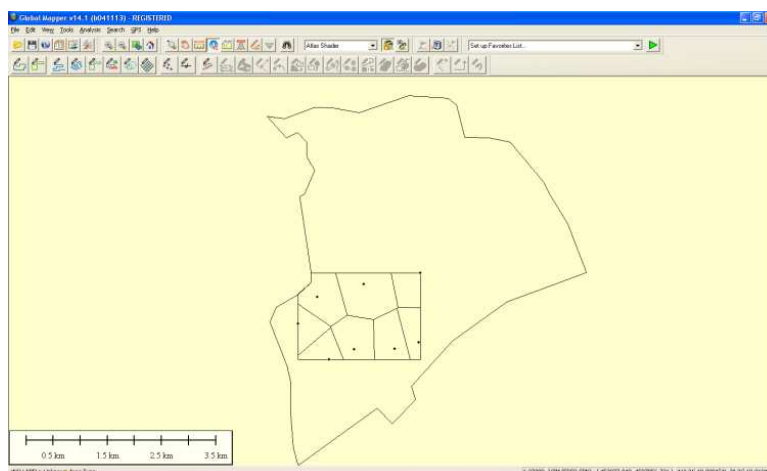 Global Mapper v14.1 (b041113) - REGISTERED
File Edit View Tools Analysis Search GPS Help
Atlas Shader
Set up Favorites List...
0.5 km 1.5 km 2.5 km 3.5 km